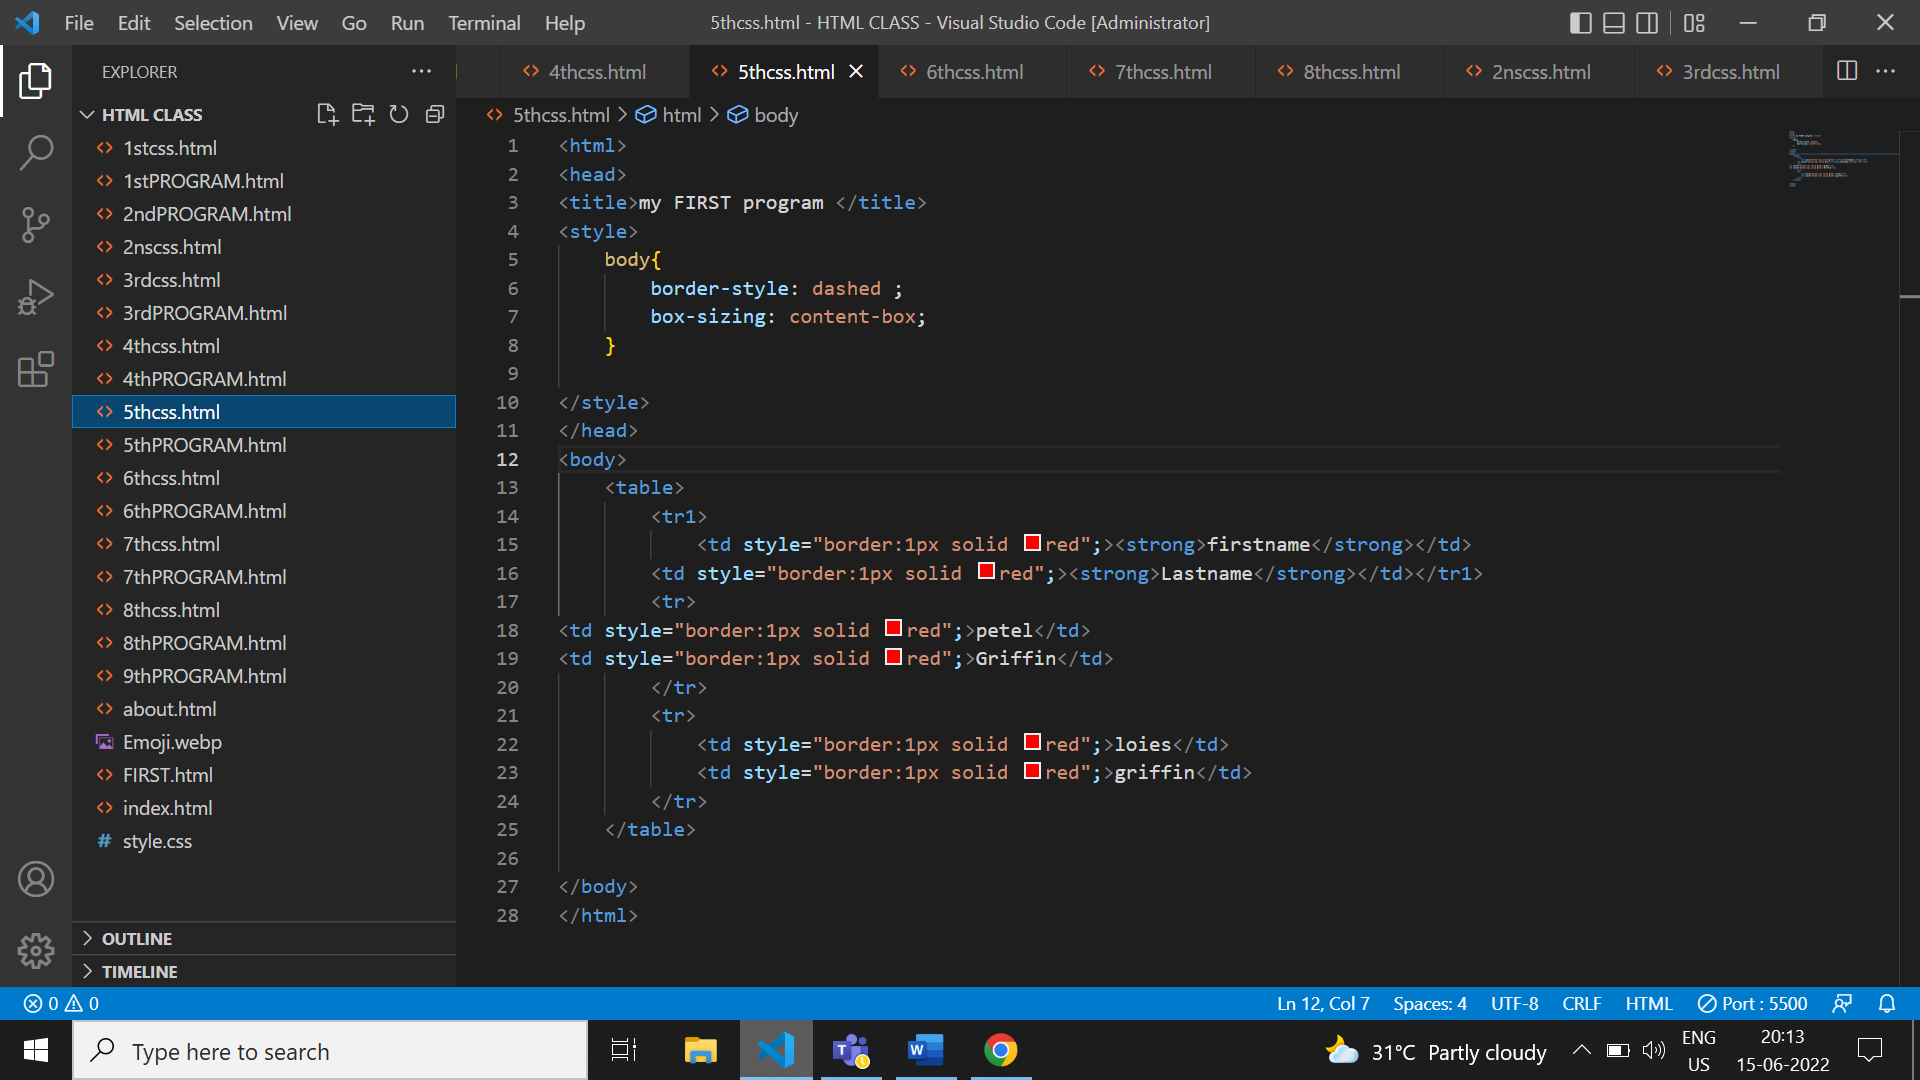 File Edit Selection View Go Run Terminal Help 5thcss.html - HTML CLASS - Visual Studio Code [Administrator]
EXPLORER
4thcss.html 5thcss.html 6thcss.html 7thcss.html 8thcss.html 2nscss.html 3rdcss.html
HTML CLASS
1stcss.html
1stPROGRAM.html
2ndPROGRAM.html
2nscss.html
3rdcss.html
3rdPROGRAM.html
4thcss.html
4thPROGRAM.html
5thcss.html
5thPROGRAM.html
6thcss.html
6thPROGRAM.html
7thcss.html
7thPROGRAM.html
8thcss.html
8thPROGRAM.html
9thPROGRAM.html
about.html
Emoji.webp
FIRST.html
index.html
# style.css
OUTLINE
TIMELINE
5thcss.html > html > body
1 <html>
2 <head>
3 <title>my FIRST program </title>
4 <style>
5 body{
6 border-style: dashed ;
7 box-sizing: content-box;
8 }
9
10 </style>
11 </head>
12 <body>
13 <table>
14 <tr1>
15 <td style="border:1px solid red";><strong>firstname</strong></td>
16 <td style="border:1px solid red";><strong>Lastname</strong></td></tr1>
17 <tr>
18 <td style="border:1px solid red";>petel</td>
19 <td style="border:1px solid red";>Griffin</td>
20 </tr>
21 <tr>
22 <td style="border:1px solid red";>loies</td>
23 <td style="border:1px solid red";>griffin</td>
24 </tr>
25 </table>
26
27 </body>
28 </html>
0 0 Ln 12, Col 7 Spaces: 4 UTF-8 CRLF HTML Port : 5500
Type here to search 31°C Partly cloudy
ENG
US
20:13
15-06-2022